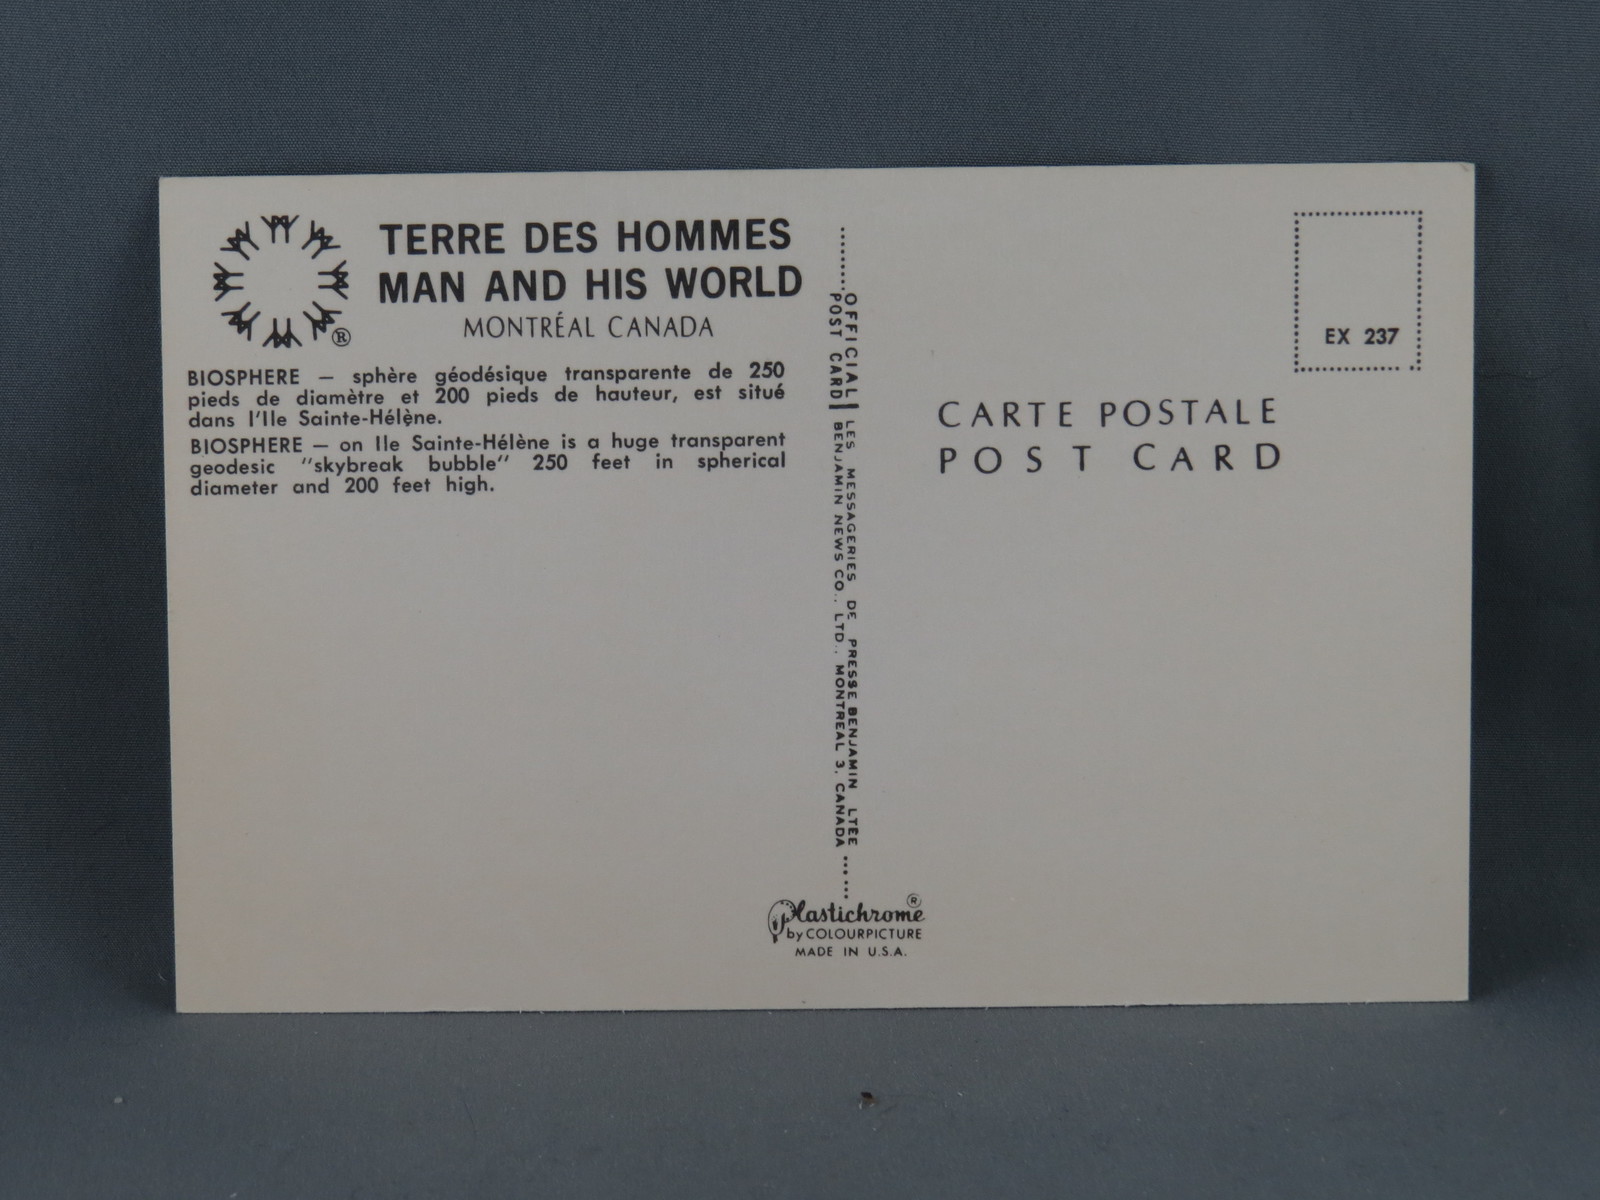 TERRE DES HOMMES
MAN AND HIS WORLD
MONTRÉAL CANADA
®
BIOSPHERE — sphère géodésique transparente de 250
pieds de diamètre et 200 pieds de hauteur, est situé
dans l'Ile Sainte-Hélène.
BIOSPHERE — on Ile Sainte-Hélène is a huge transparent
geodesic "skybreak bubble" 250 feet in spherical
diameter and 200 feet high.
OFFICIAL LES MESSAGERIES DE PRESSE BENJAMIN LTEE
POST CARD BENJAMIN NEWS CO., LTD., MONTREAL 3, CANADA
Plastichrome ®
by COLOURPICTURE
MADE IN U.S.A.
EX 237
CARTE POSTALE
POST CARD